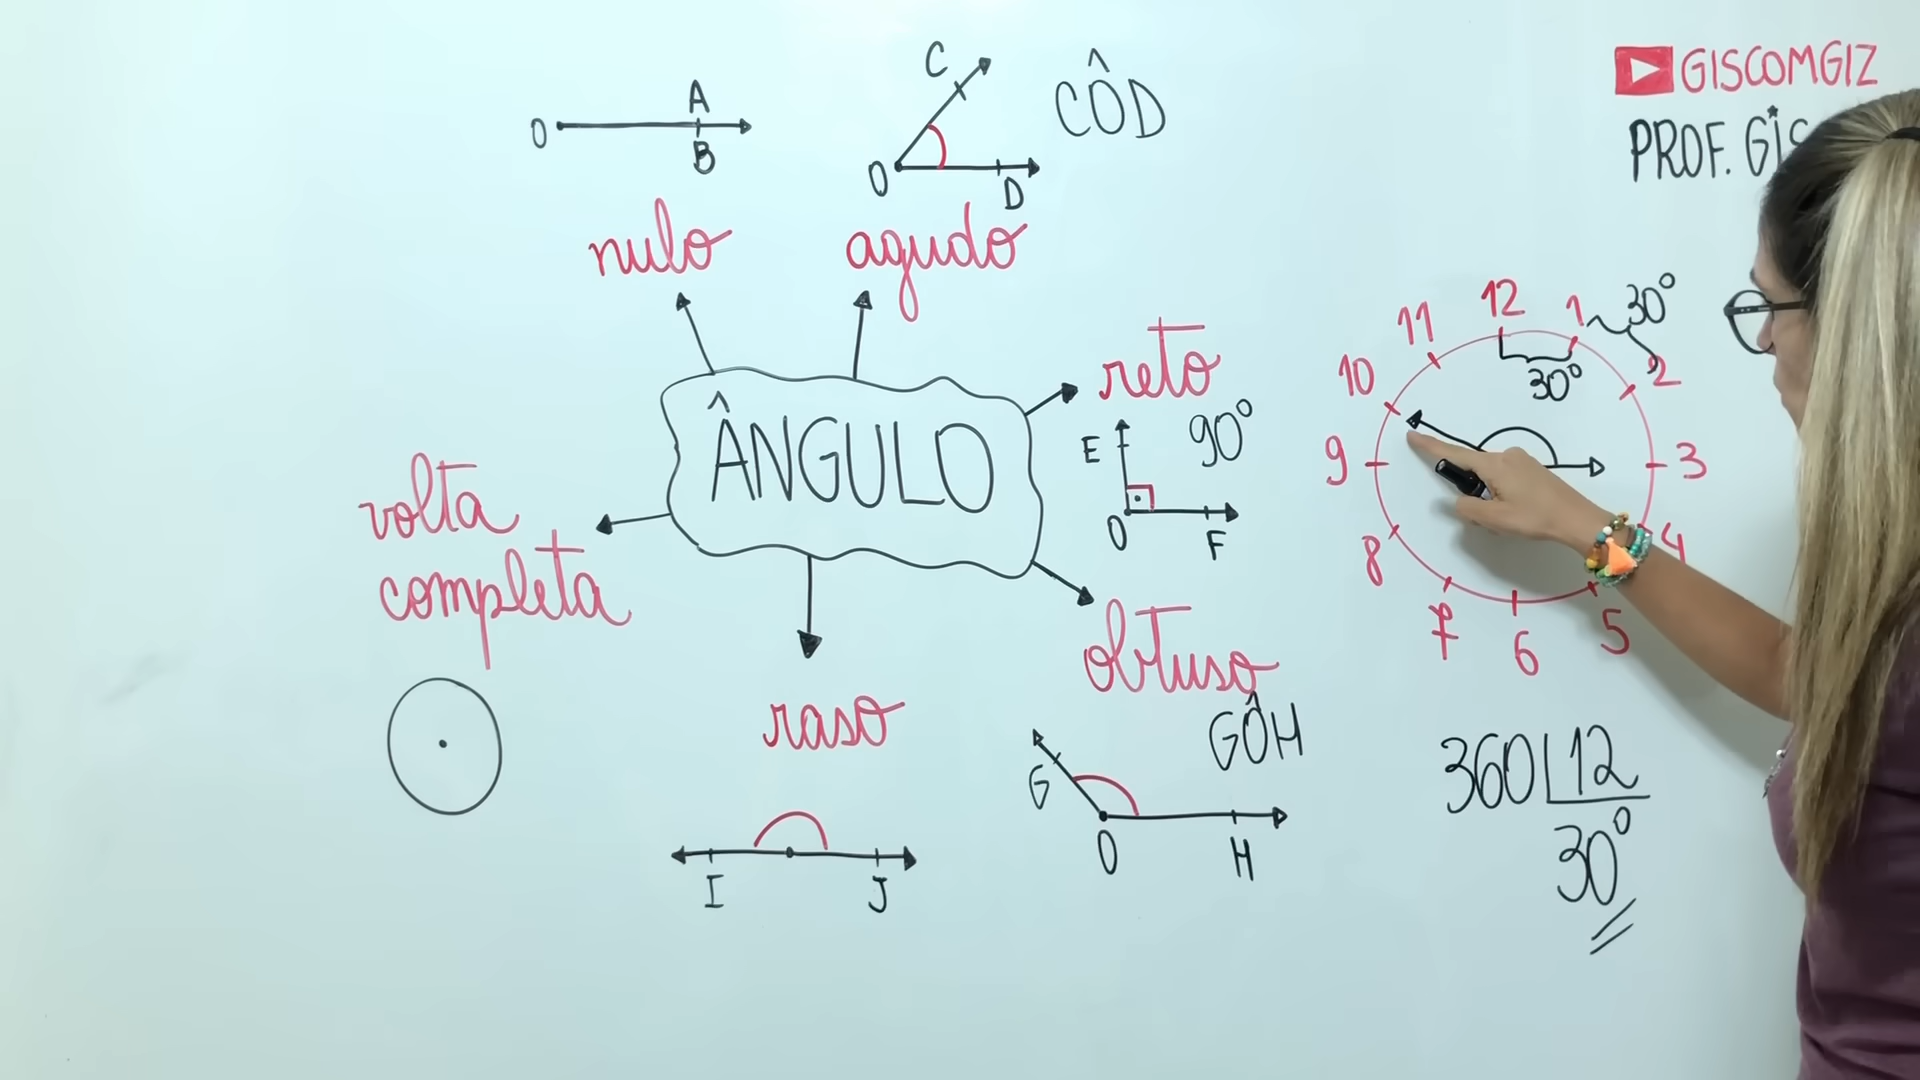 GISCOMGIZ
PROF. GIS
A
O
B
nulo
C
O
D
CÔD
agudo
ÂNGULO
reto
90°
E
O
F
obtuso
GÔH
G
O
H
raso
I
J
volta
completa
12
1
2
3
4
5
6
7
8
9
10
11
30°
30°
360 12
30°